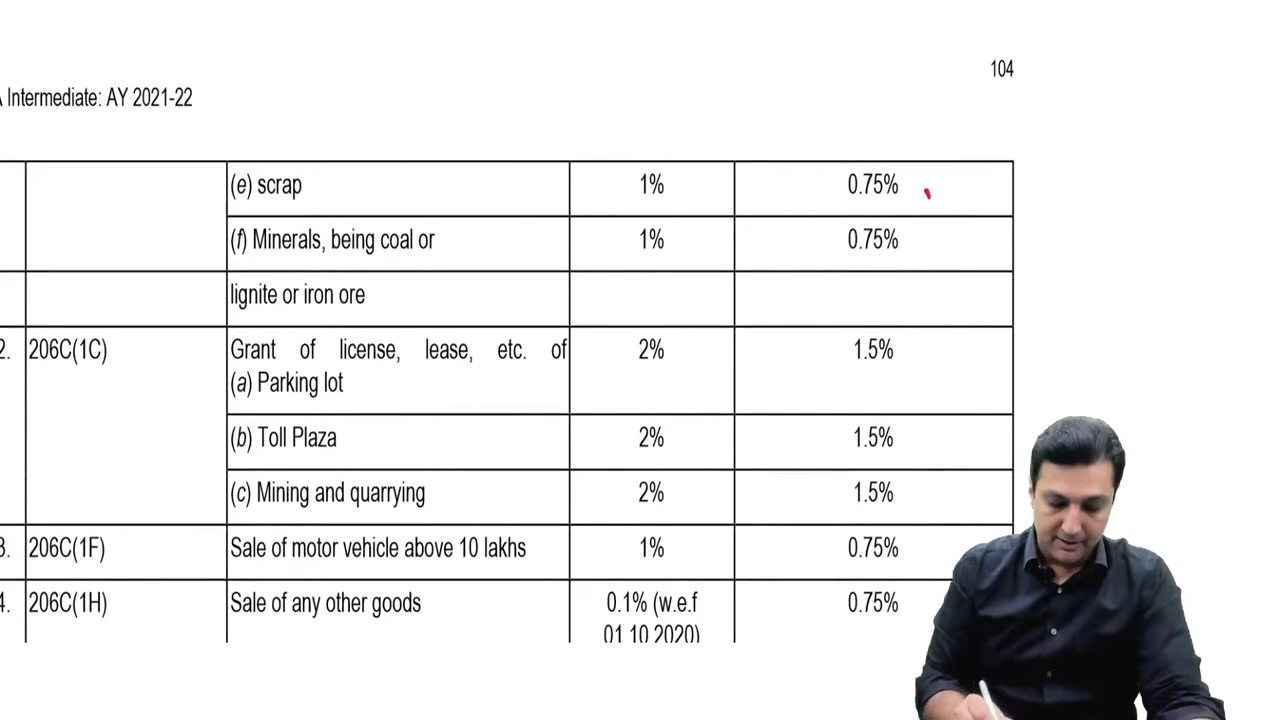 104
A Intermediate: AY 2021-22
(e) scrap 1% 0.75%
(f) Minerals, being coal or 1% 0.75%
lignite or iron ore
2. 206C(1C) Grant of license, lease, etc. of 2% 1.5%
(a) Parking lot
(b) Toll Plaza 2% 1.5%
(c) Mining and quarrying 2% 1.5%
3. 206C(1F) Sale of motor vehicle above 10 lakhs 1% 0.75%
4. 206C(1H) Sale of any other goods 0.1% (w.e.f 0.75%
01.10.2020)